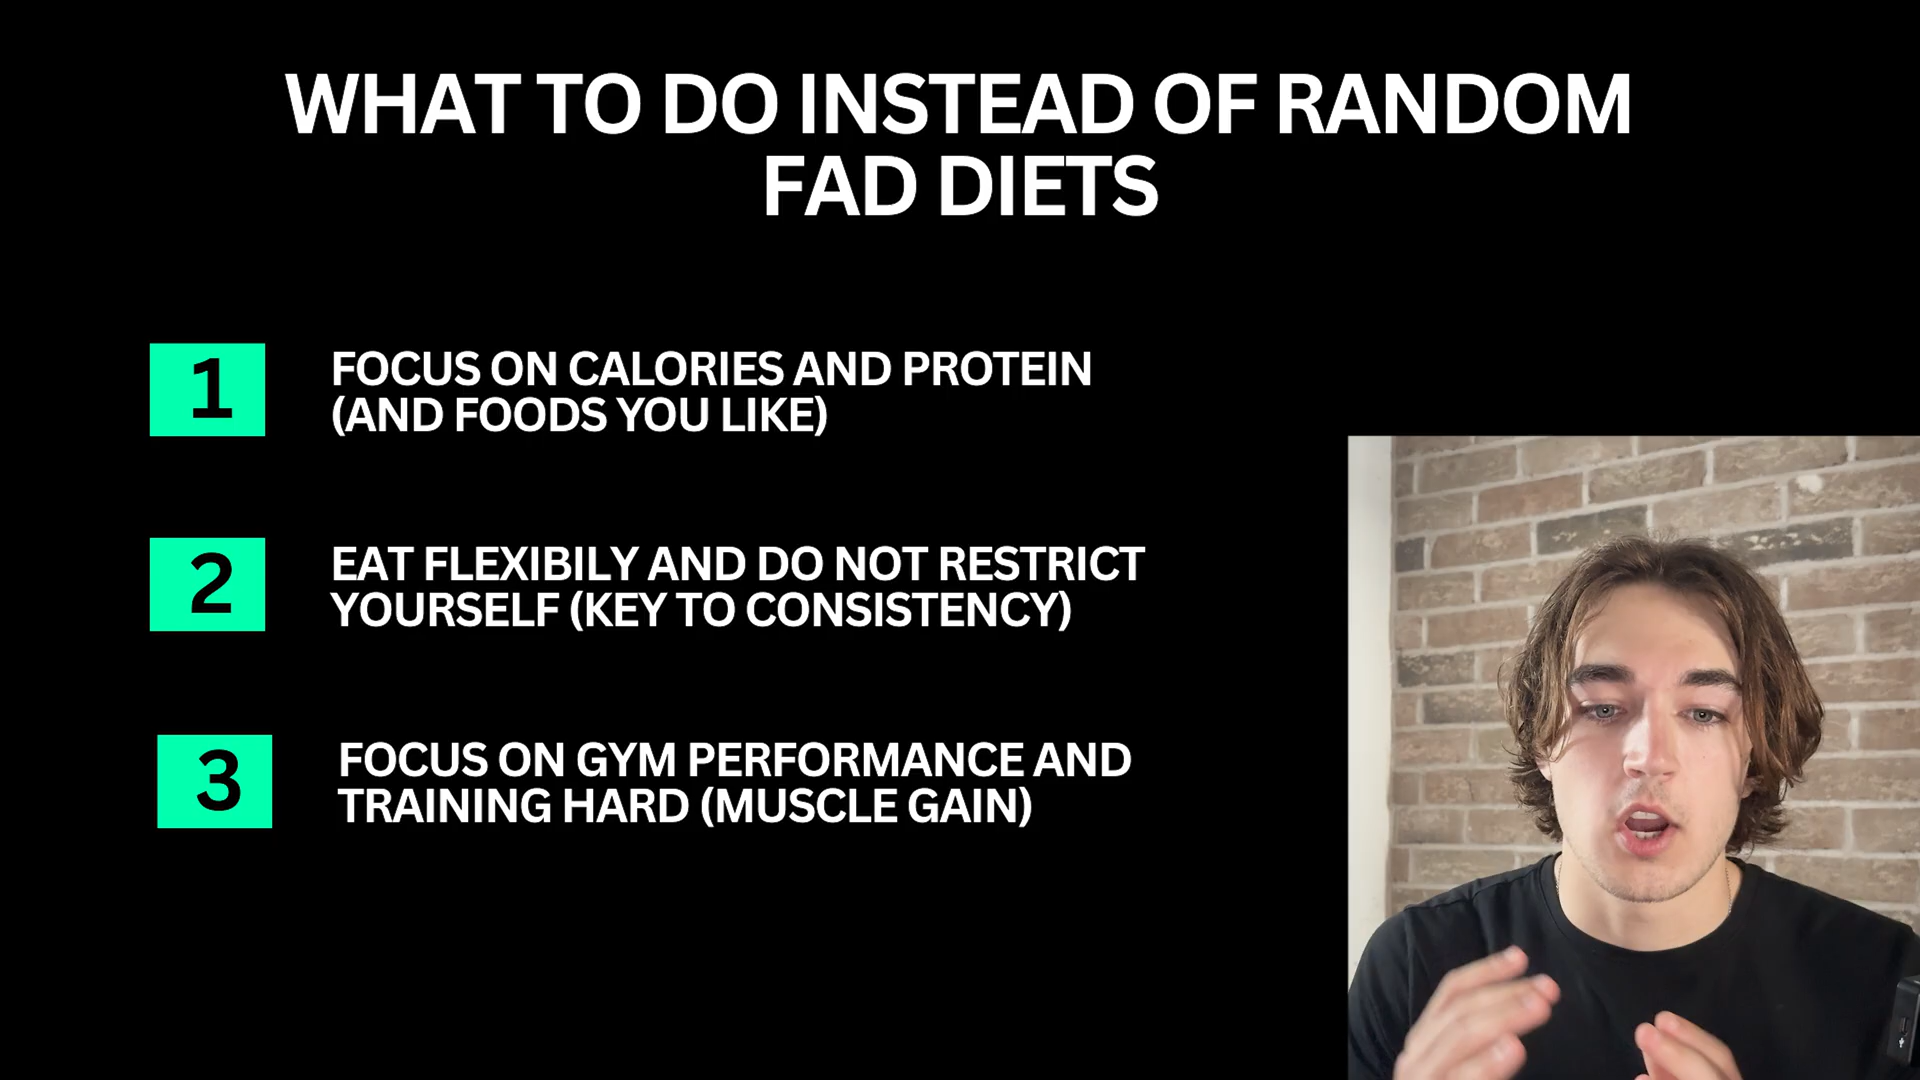 WHAT TO DO INSTEAD OF RANDOM
FAD DIETS
1
FOCUS ON CALORIES AND PROTEIN
(AND FOODS YOU LIKE)
2
EAT FLEXIBILY AND DO NOT RESTRICT
YOURSELF (KEY TO CONSISTENCY)
3
FOCUS ON GYM PERFORMANCE AND
TRAINING HARD (MUSCLE GAIN)